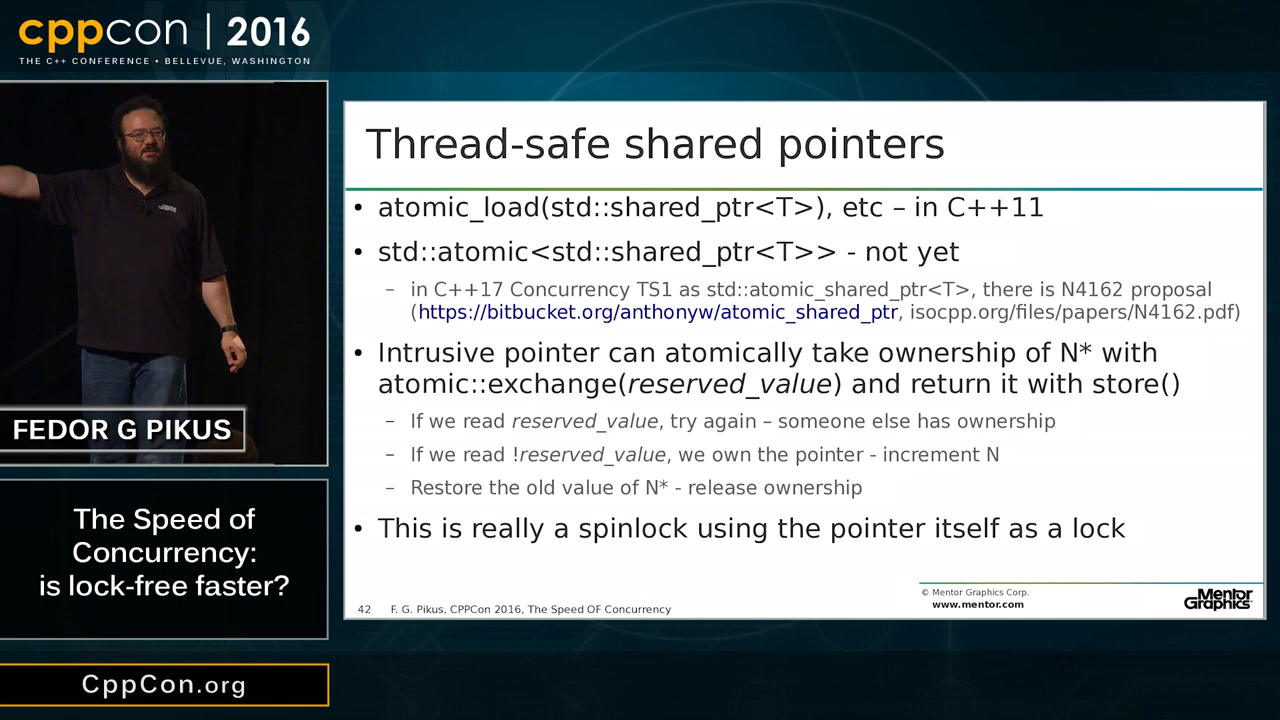 cppcon | 2016
THE C++ CONFERENCE • BELLEVUE, WASHINGTON
FEDOR G PIKUS
The Speed of
Concurrency:
is lock-free faster?
CppCon.org
Thread-safe shared pointers
• atomic_load(std::shared_ptr<T>), etc – in C++11
• std::atomic<std::shared_ptr<T>> - not yet
– in C++17 Concurrency TS1 as std::atomic_shared_ptr<T>, there is N4162 proposal
(https://bitbucket.org/anthonyw/atomic_shared_ptr, isocpp.org/files/papers/N4162.pdf)
• Intrusive pointer can atomically take ownership of N* with
atomic::exchange(reserved_value) and return it with store()
– If we read reserved_value, try again – someone else has ownership
– If we read !reserved_value, we own the pointer - increment N
– Restore the old value of N* - release ownership
• This is really a spinlock using the pointer itself as a lock
42 F. G. Pikus, CPPCon 2016, The Speed OF Concurrency
© Mentor Graphics Corp.
www.mentor.com
Mentor
Graphics